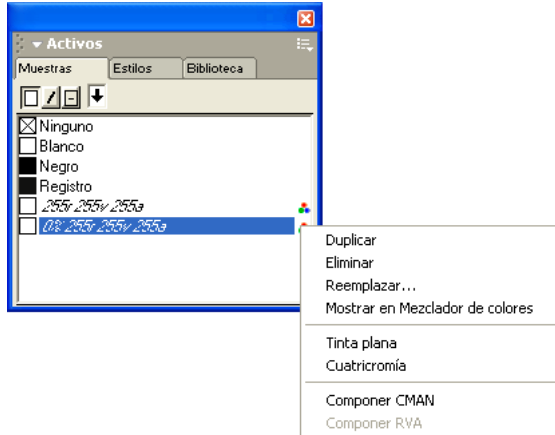 Activos
Muestras Estilos Biblioteca
Ninguno
Blanco
Negro
Registro
255r 255v 255a
0% 255r 255v 255a
Duplicar
Eliminar
Reemplazar...
Mostrar en Mezclador de colores
Tinta plana
Cuatricromía
Componer CMAN
Componer RVA